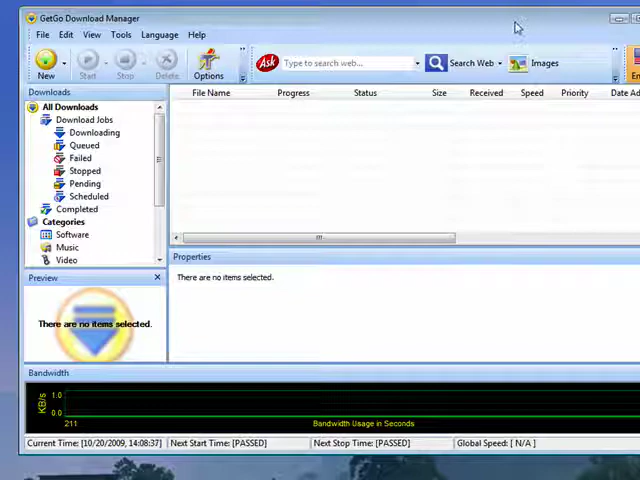 GetGo Download Manager
File Edit View Tools Language Help
New Start Stop Delete Options Ask Type to search web... Search Web Images En
Downloads
File Name Progress Status Size Received Speed Priority Date Ad
All Downloads
Download Jobs
Downloading
Queued
Failed
Stopped
Pending
Scheduled
Completed
Categories
Software
Music
Video
Properties
There are no items selected.
Preview
There are no items selected.
Bandwidth
KB/s
1.0
0.0
211 Bandwidth Usage in Seconds
Current Time: [10/20/2009, 14:08:37] Next Start Time: [PASSED] Next Stop Time: [PASSED] Global Speed: [ N/A ]